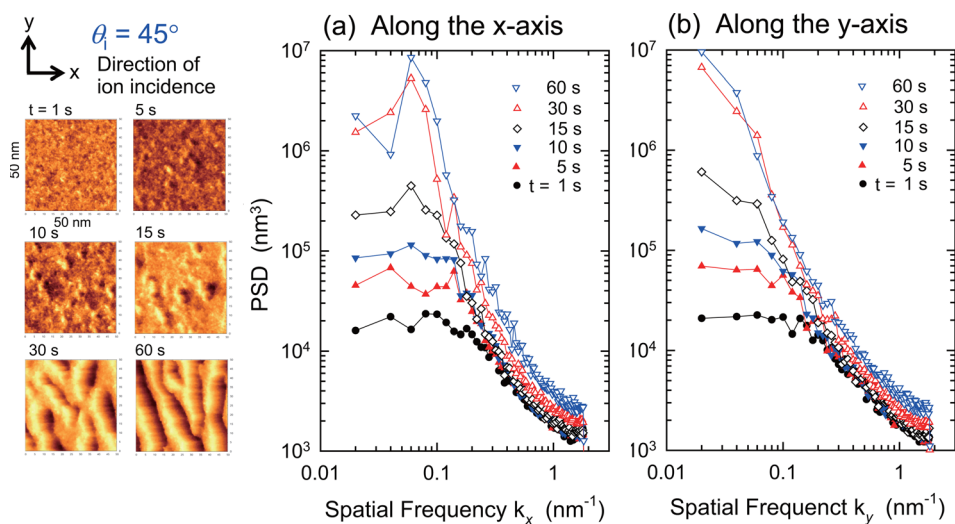 y
x
θi = 45°
Direction of
ion incidence
t = 1 s
5 s
50 nm
50 nm
10 s
15 s
30 s
60 s
(a) Along the x-axis
10⁷
10⁶
10⁵
10⁴
10³
PSD (nm³)
60 s
30 s
15 s
10 s
5 s
t = 1 s
0.01
0.1
1
Spatial Frequency kx (nm⁻¹)
(b) Along the y-axis
10⁷
10⁶
10⁵
10⁴
10³
60 s
30 s
15 s
10 s
5 s
t = 1 s
0.01
0.1
1
Spatial Frequenct ky (nm⁻¹)